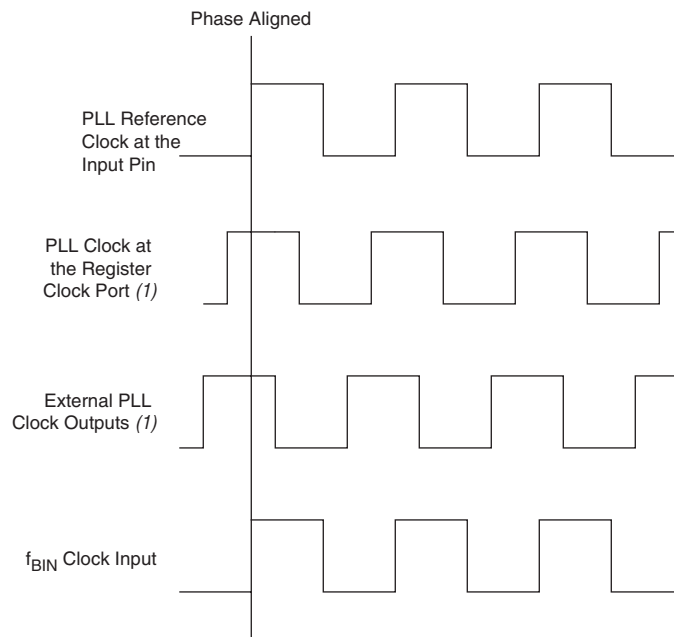 Phase Aligned
PLL Reference
Clock at the
Input Pin
PLL Clock at
the Register
Clock Port (1)
External PLL
Clock Outputs (1)
fBIN Clock Input